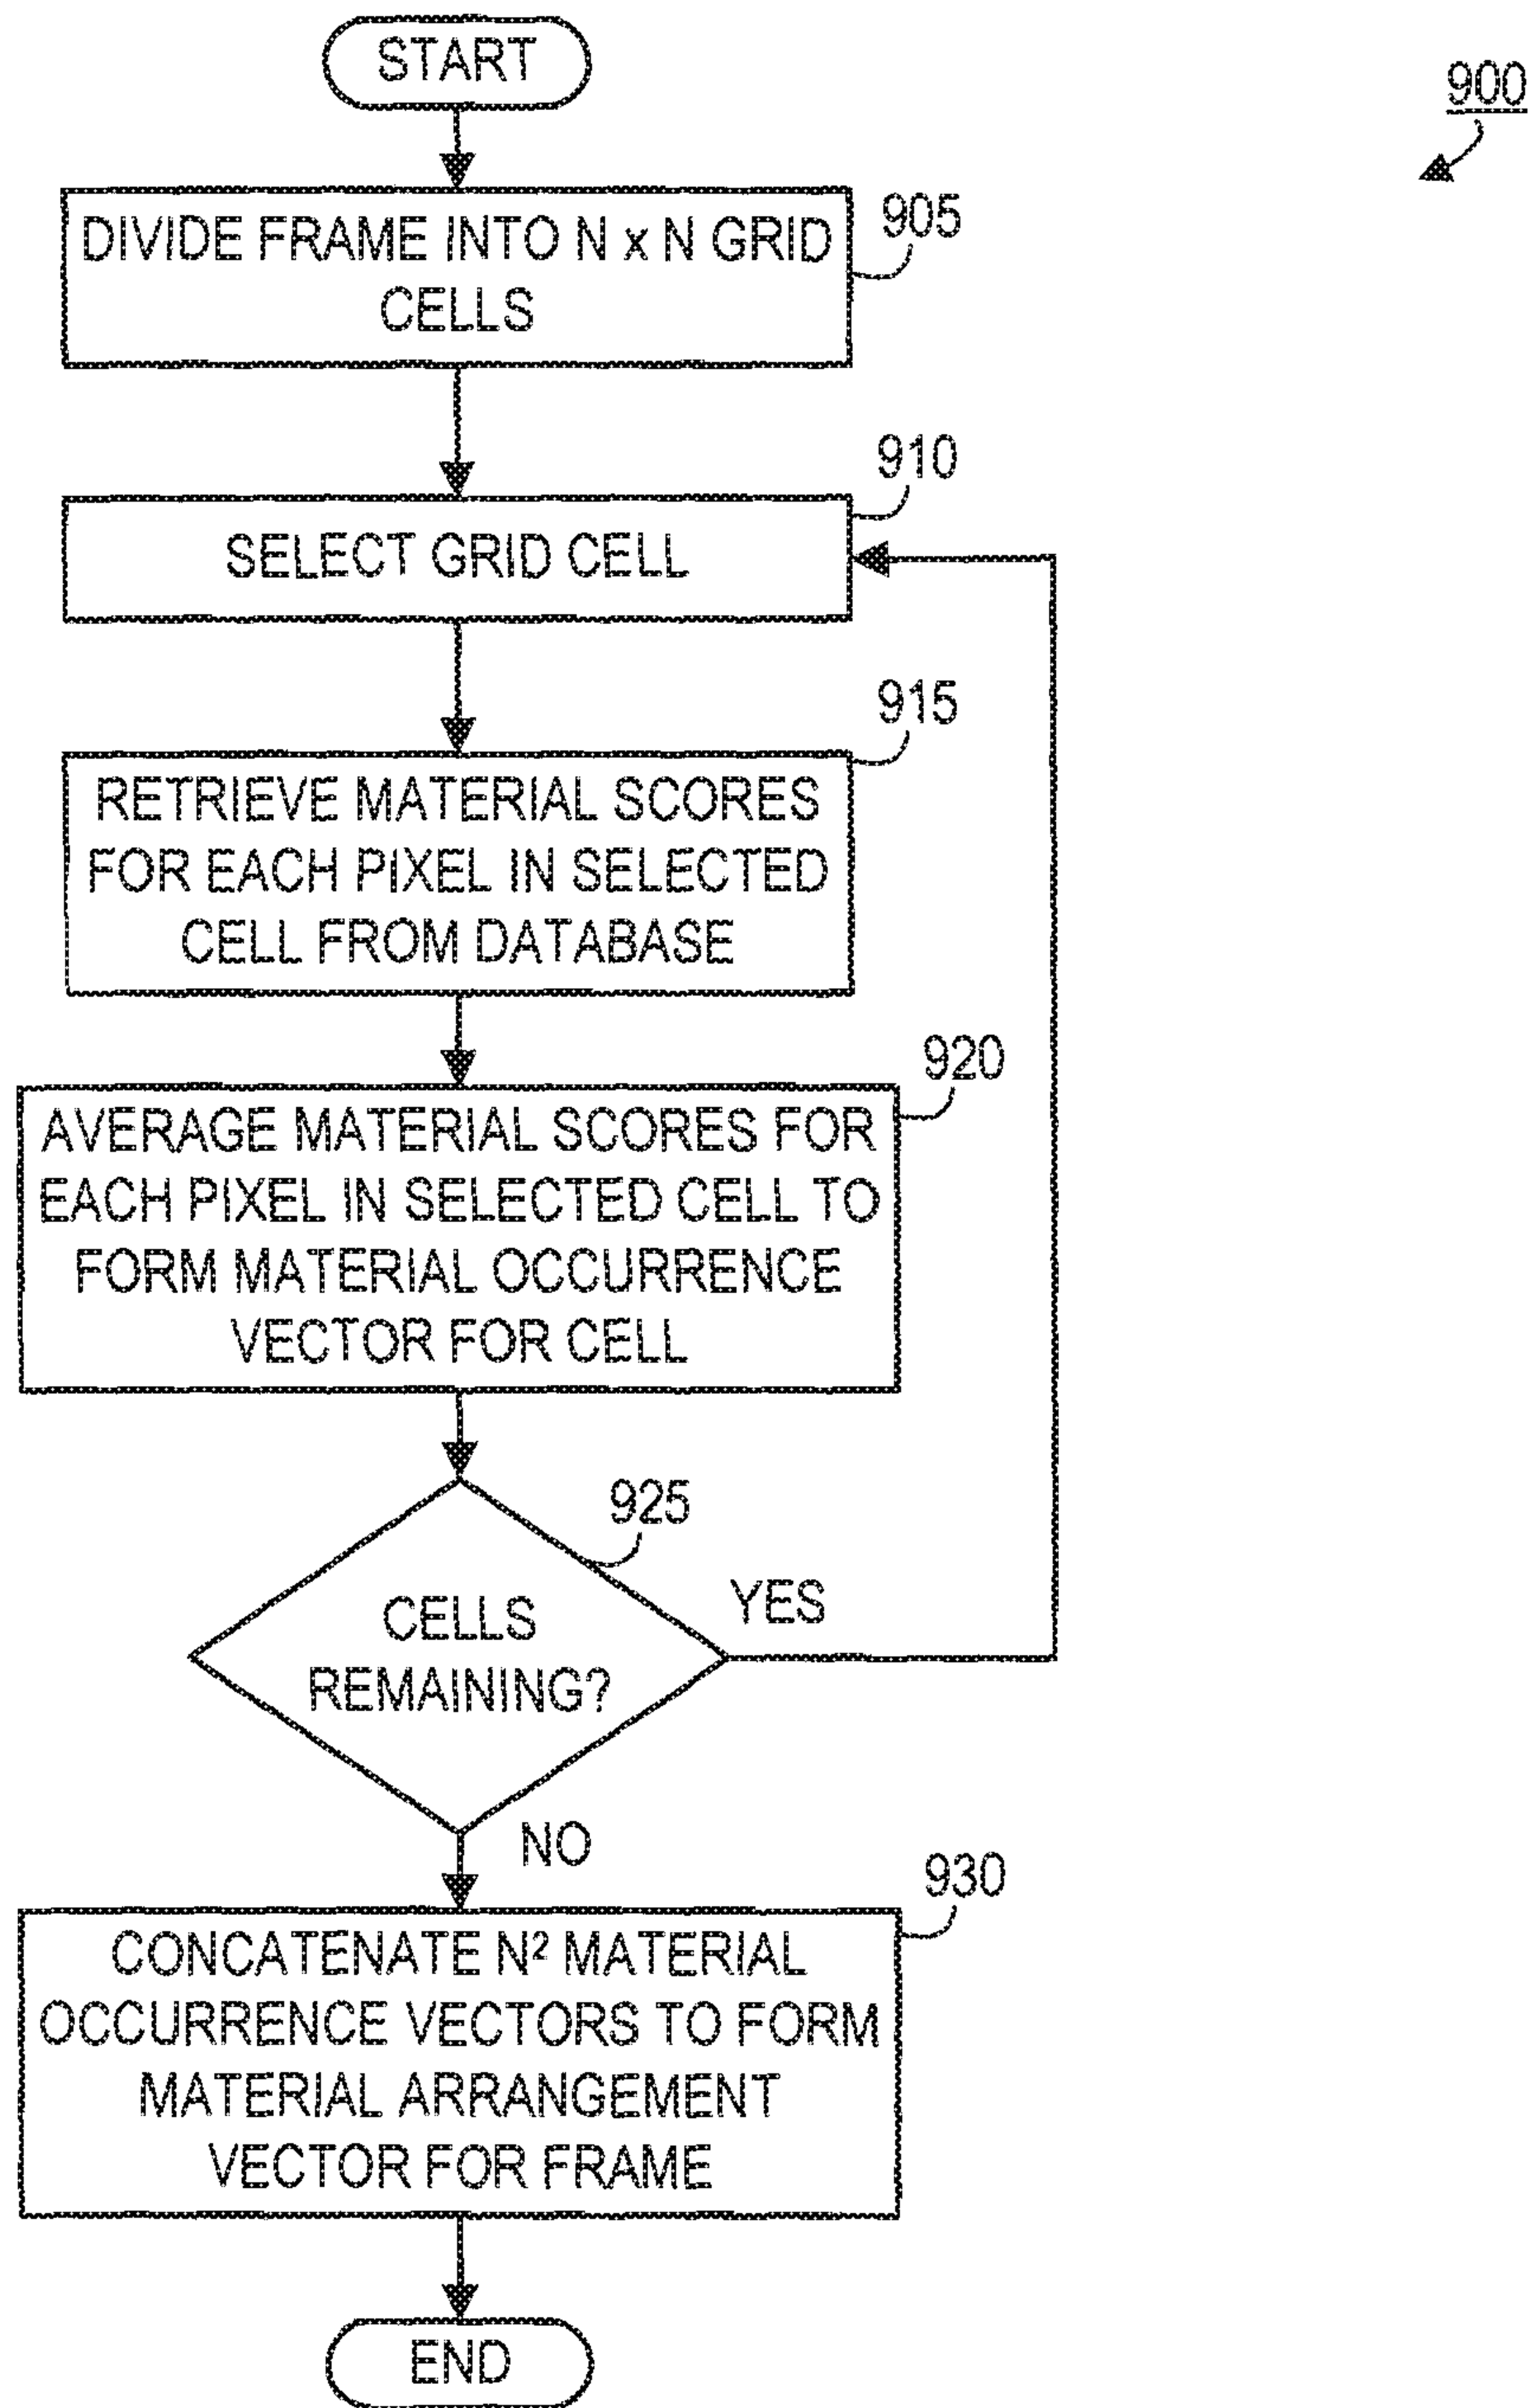 START
900
DIVIDE FRAME INTO N x N GRID
CELLS
905
SELECT GRID CELL
910
RETRIEVE MATERIAL SCORES
FOR EACH PIXEL IN SELECTED
CELL FROM DATABASE
915
AVERAGE MATERIAL SCORES FOR
EACH PIXEL IN SELECTED CELL TO
FORM MATERIAL OCCURRENCE
VECTOR FOR CELL
920
CELLS
REMAINING?
925
YES
NO
CONCATENATE N² MATERIAL
OCCURRENCE VECTORS TO FORM
MATERIAL ARRANGEMENT
VECTOR FOR FRAME
930
END